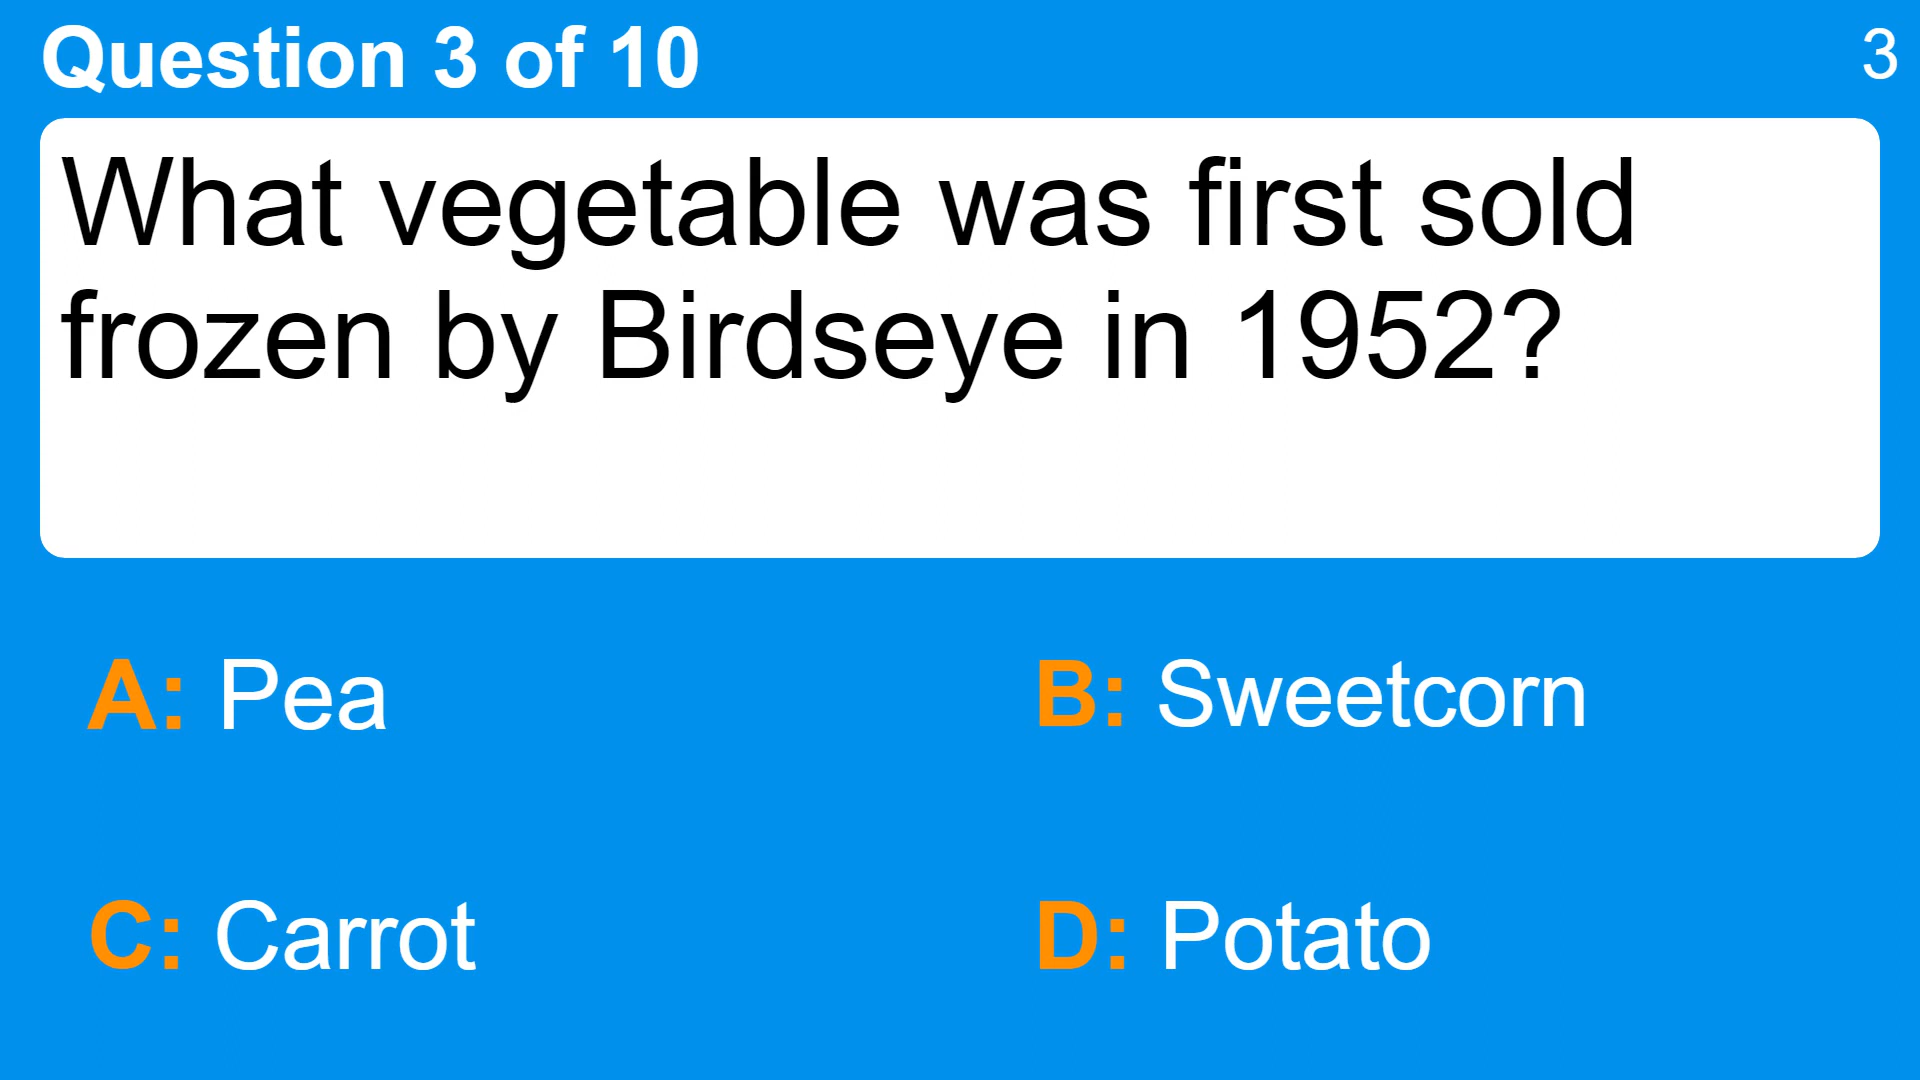 Question 3 of 10
3
What vegetable was first sold
frozen by Birdseye in 1952?
A: Pea
B: Sweetcorn
C: Carrot
D: Potato